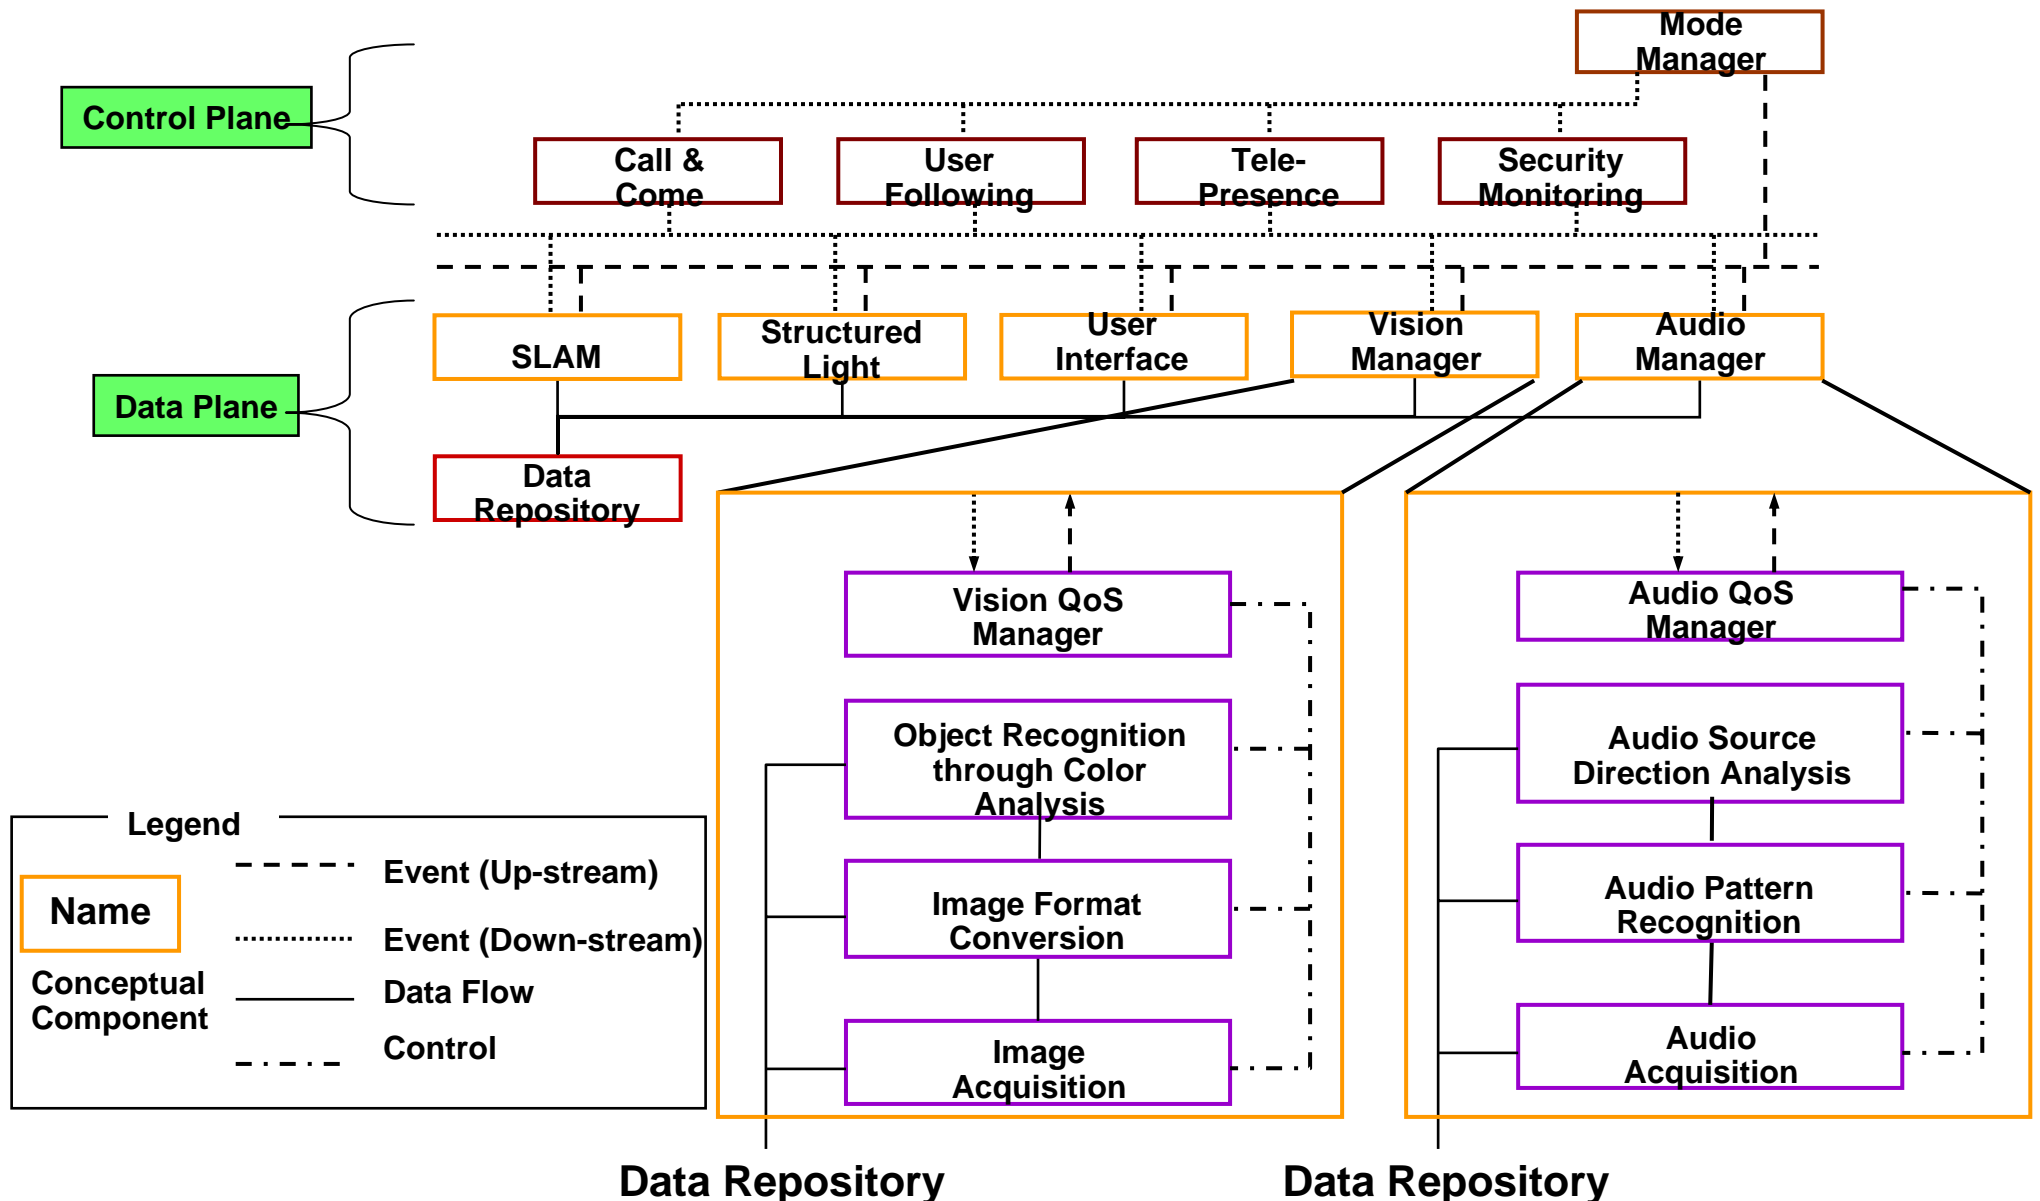 Mode
Manager
Control Plane
Call &
Come
User
Following
Tele-
Presence
Security
Monitoring
Data Plane
SLAM
Structured
Light
User
Interface
Vision
Manager
Audio
Manager
Data
Repository
Vision QoS
Manager
Object Recognition
through Color
Analysis
Image Format
Conversion
Image
Acquisition
Audio QoS
Manager
Audio Source
Direction Analysis
Audio Pattern
Recognition
Audio
Acquisition
Legend
Name
Conceptual
Component
Event (Up-stream)
Event (Down-stream)
Data Flow
Control
Data Repository
Data Repository